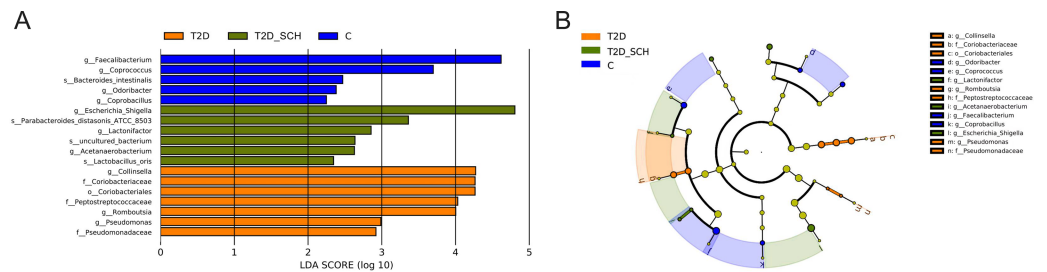 A
T2D T2D_SCH C
g__Faecalibacterium
g__Coprococcus
s__Bacteroides_intestinalis
g__Odoribacter
g__Coprobacillus
g__Escherichia_Shigella
s__Parabacteroides_distasonis_ATCC_8503
g__Lactonifactor
s__uncultured_bacterium
g__Acetanaerobacterium
s__Lactobacillus_oris
g__Collinsella
f__Coriobacteriaceae
o__Coriobacteriales
f__Peptostreptococcaceae
g__Romboutsia
g__Pseudomonas
f__Pseudomonadaceae
0 1 2 3 4 5
LDA SCORE (log 10)
B
T2D
T2D_SCH
C
a: g__Collinsella
b: f__Coriobacteriaceae
c: o__Coriobacteriales
d: g__Odoribacter
e: g__Coprococcus
f: g__Lactonifactor
g: g__Romboutsia
h: f__Peptostreptococcaceae
i: g__Acetanaerobacterium
j: g__Faecalibacterium
k: g__Coprobacillus
l: g__Escherichia_Shigella
m: g__Pseudomonas
n: f__Pseudomonadaceae